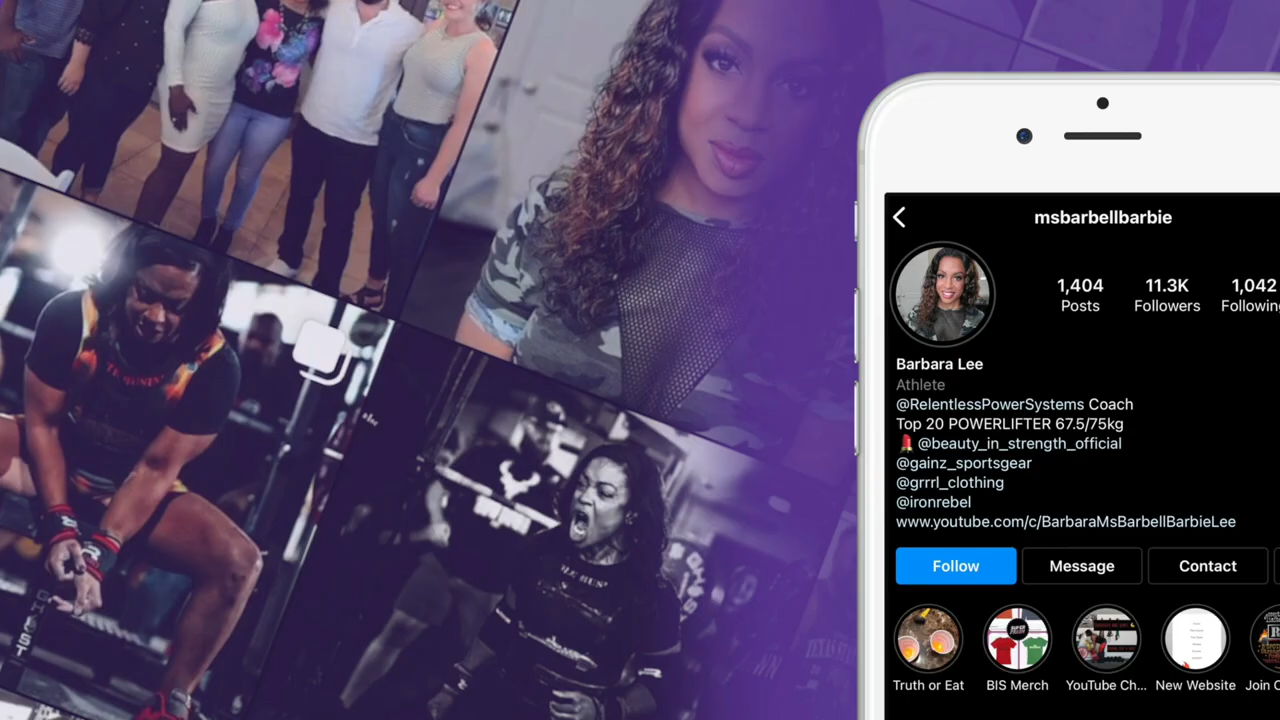 msbarbellbarbie
1,404
11.3K
1,042
Posts
Followers
Following
Barbara Lee
Athlete
@RelentlessPowerSystems Coach
Top 20 POWERLIFTER 67.5/75kg
💄 @beauty_in_strength_official
@gainz_sportsgear
@grrrl_clothing
@ironrebel
www.youtube.com/c/BarbaraMsBarbellBarbieLee
Follow
Message
Contact
Truth or Eat
BIS Merch
YouTube Ch...
New Website
Join C